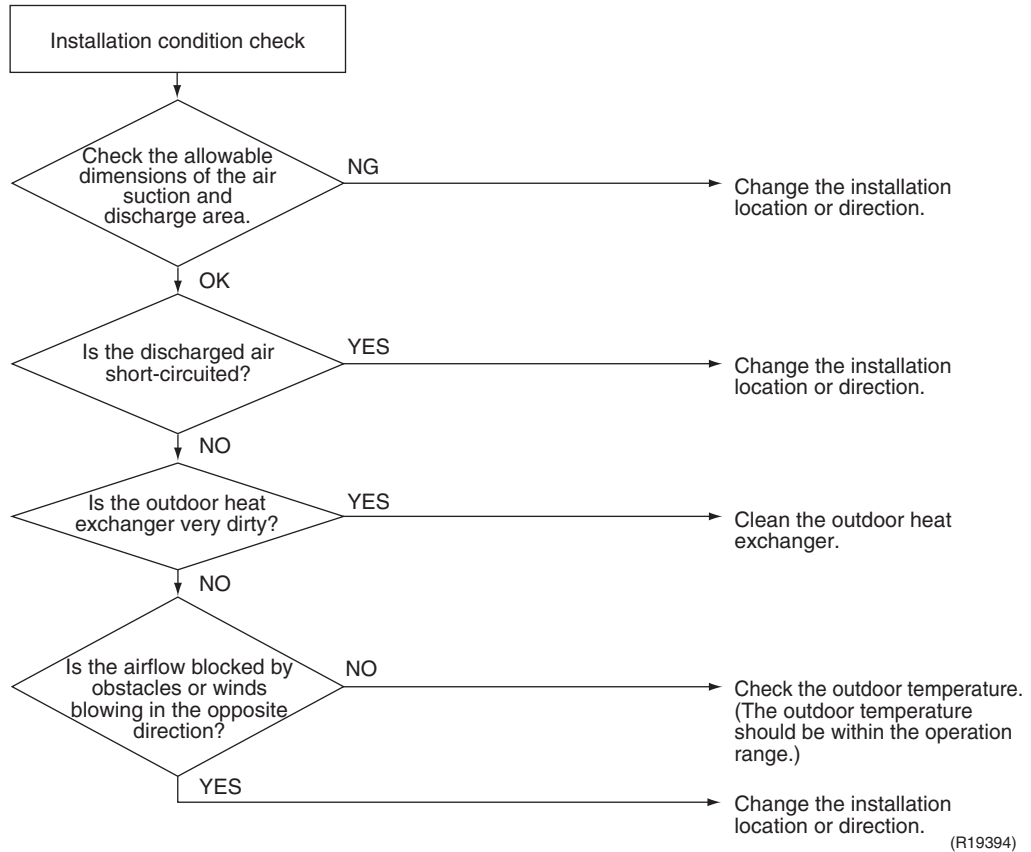 Installation condition check
Check the allowable
dimensions of the air
suction and
discharge area.
NG
Change the installation
location or direction.
OK
Is the discharged air
short-circuited?
YES
Change the installation
location or direction.
NO
Is the outdoor heat
exchanger very dirty?
YES
Clean the outdoor heat
exchanger.
NO
Is the airflow blocked by
obstacles or winds
blowing in the opposite
direction?
NO
Check the outdoor temperature.
(The outdoor temperature
should be within the operation
range.)
YES
Change the installation
location or direction.
(R19394)